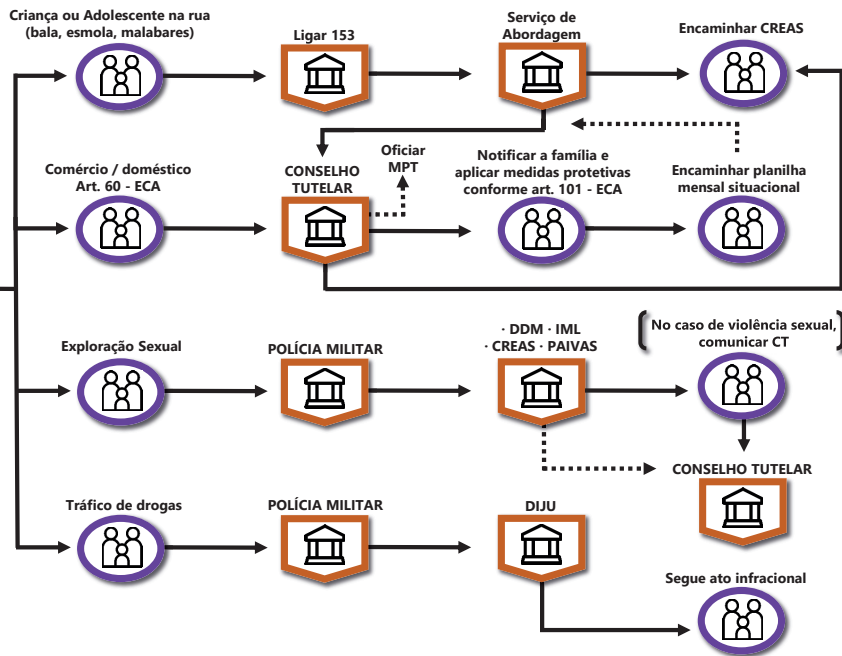 Criança ou Adolescente na rua
(bala, esmola, malabares)
Ligar 153
Serviço de
Abordagem
Encaminhar CREAS
Comércio / doméstico
Art. 60 - ECA
CONSELHO
TUTELAR
Oficiar
MPT
Notificar a família e
aplicar medidas protetivas
conforme art. 101 - ECA
Encaminhar planilha
mensal situacional
Exploração Sexual
POLÍCIA MILITAR
· DDM · IML
· CREAS · PAIVAS
No caso de violência sexual,
comunicar CT
CONSELHO TUTELAR
Tráfico de drogas
POLÍCIA MILITAR
DIJU
Segue ato infracional